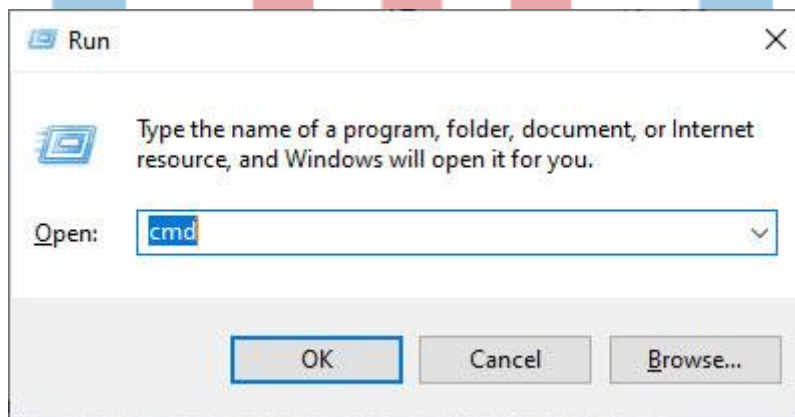 Run
Type the name of a program, folder, document, or Internet
resource, and Windows will open it for you.
Open: cmd
OK Cancel Browse...